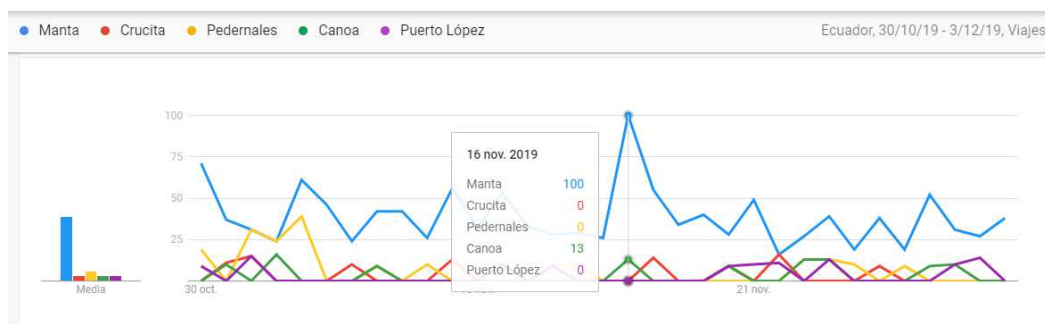 Manta Crucita Pedernales Canoa Puerto López Ecuador, 30/10/19 - 3/12/19, Viajes
100
75
50
25
16 nov. 2019
Manta 100
Crucita 0
Pedernales 0
Canoa 13
Puerto López 0
Media 30 oct. 21 nov.